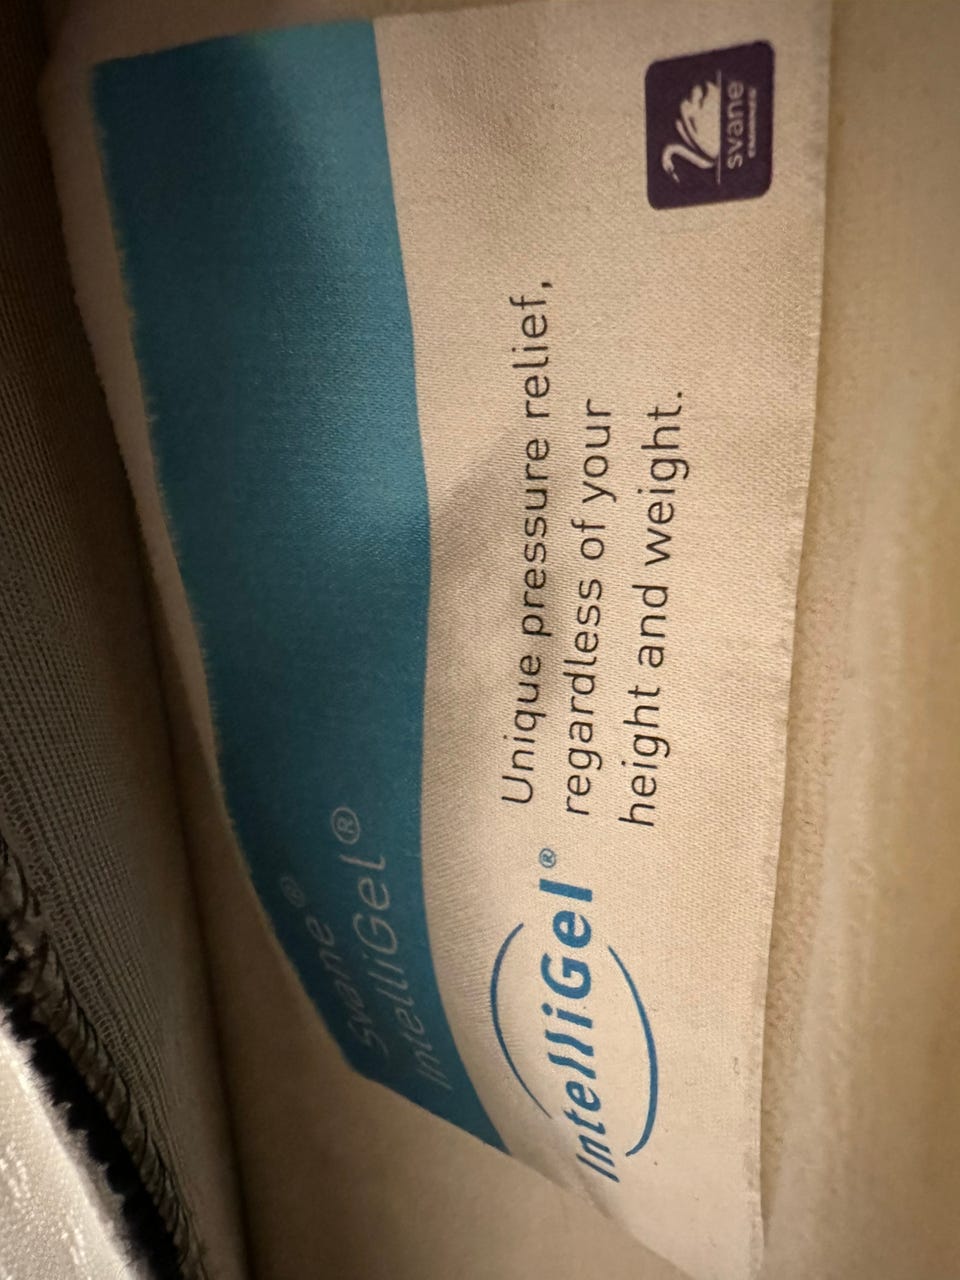 svane®
IntelliGel®
IntelliGel®
Unique pressure relief,
regardless of your
height and weight.
svane